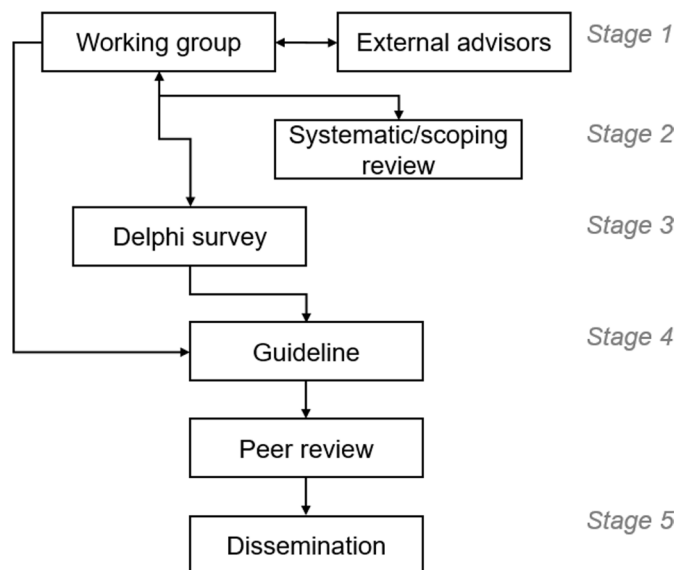 Working group
External advisors
Stage 1
Systematic/scoping
review
Stage 2
Delphi survey
Stage 3
Guideline
Stage 4
Peer review
Dissemination
Stage 5